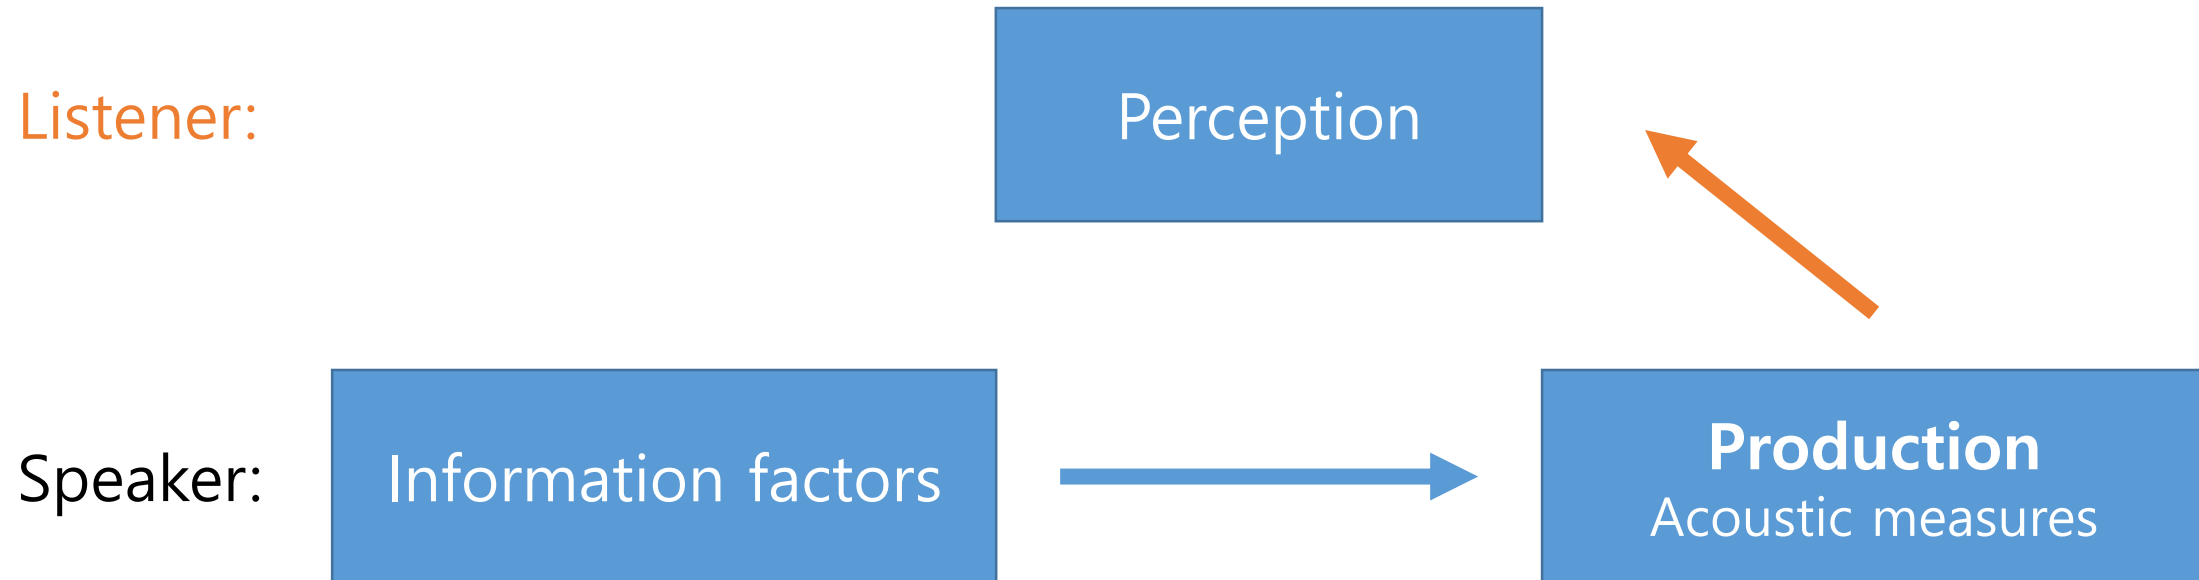 Listener:
Perception
Speaker:
Information factors
Production
Acoustic measures